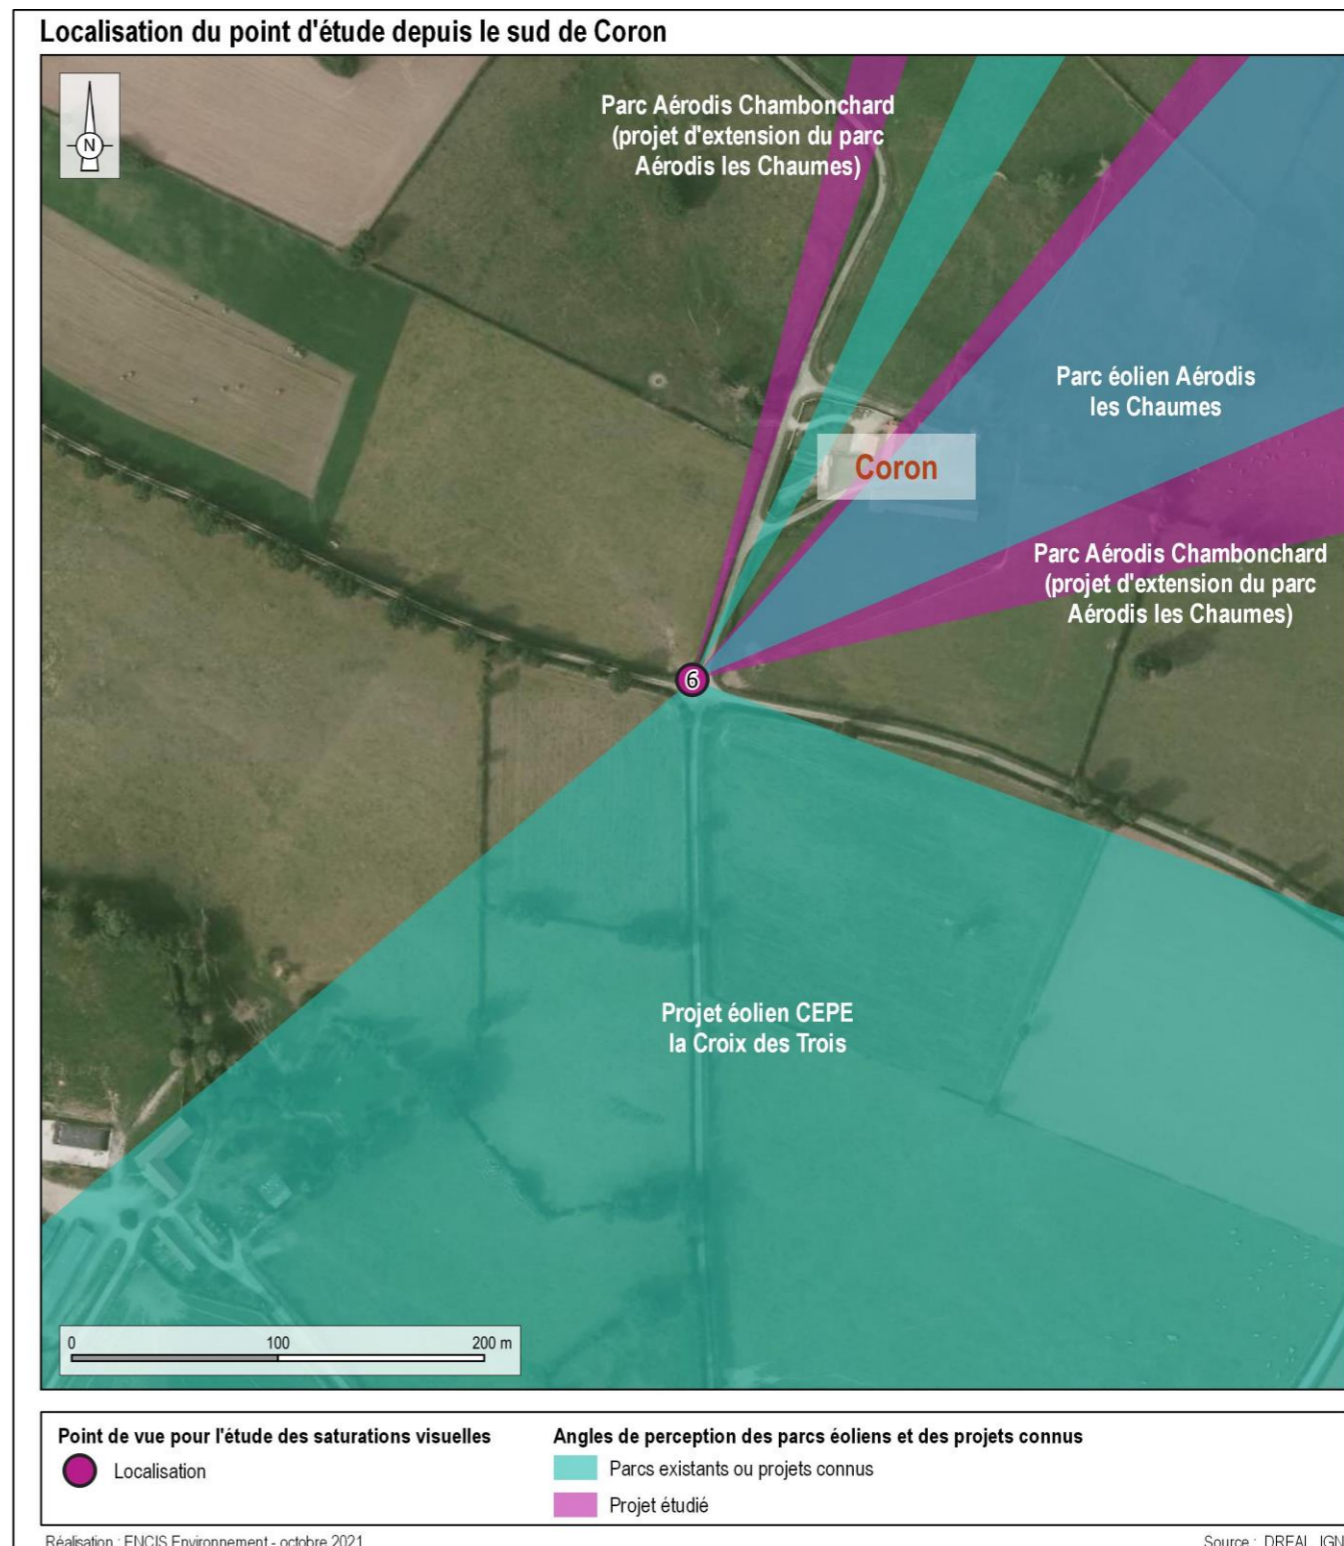 Localisation du point d'étude depuis le sud de Coron
N
Parc Aérodis Chambonchard
(projet d'extension du parc
Aérodis les Chaumes)
Parc éolien Aérodis
les Chaumes
Coron
Parc Aérodis Chambonchard
(projet d'extension du parc
Aérodis les Chaumes)
6
Projet éolien CEPE
la Croix des Trois
0 100 200 m
Point de vue pour l'étude des saturations visuelles
Localisation
Angles de perception des parcs éoliens et des projets connus
Parcs existants ou projets connus
Projet étudié
Réalisation : ENCIS Environnement - octobre 2021
Source : DREAL, IGN